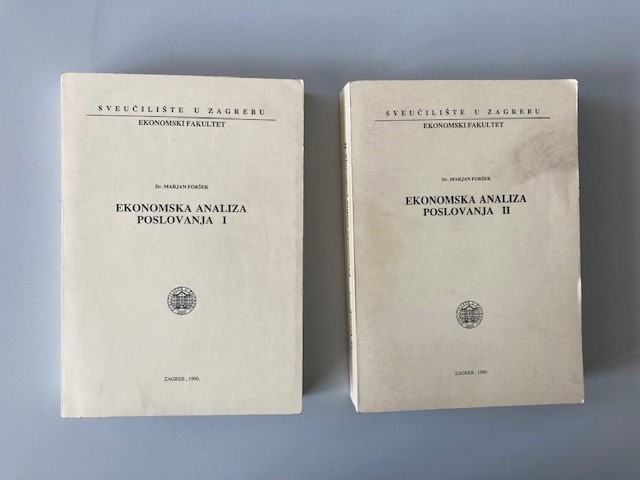 SVEUČILIŠTE U ZAGREBU
EKONOMSKI FAKULTET
Dr. MARJAN FORŠEK
EKONOMSKA ANALIZA
POSLOVANJA I
ZAGREB, 1990.
SVEUČILIŠTE U ZAGREBU
EKONOMSKI FAKULTET
Dr. MARJAN FORŠEK
EKONOMSKA ANALIZA
POSLOVANJA II
ZAGREB, 1990.